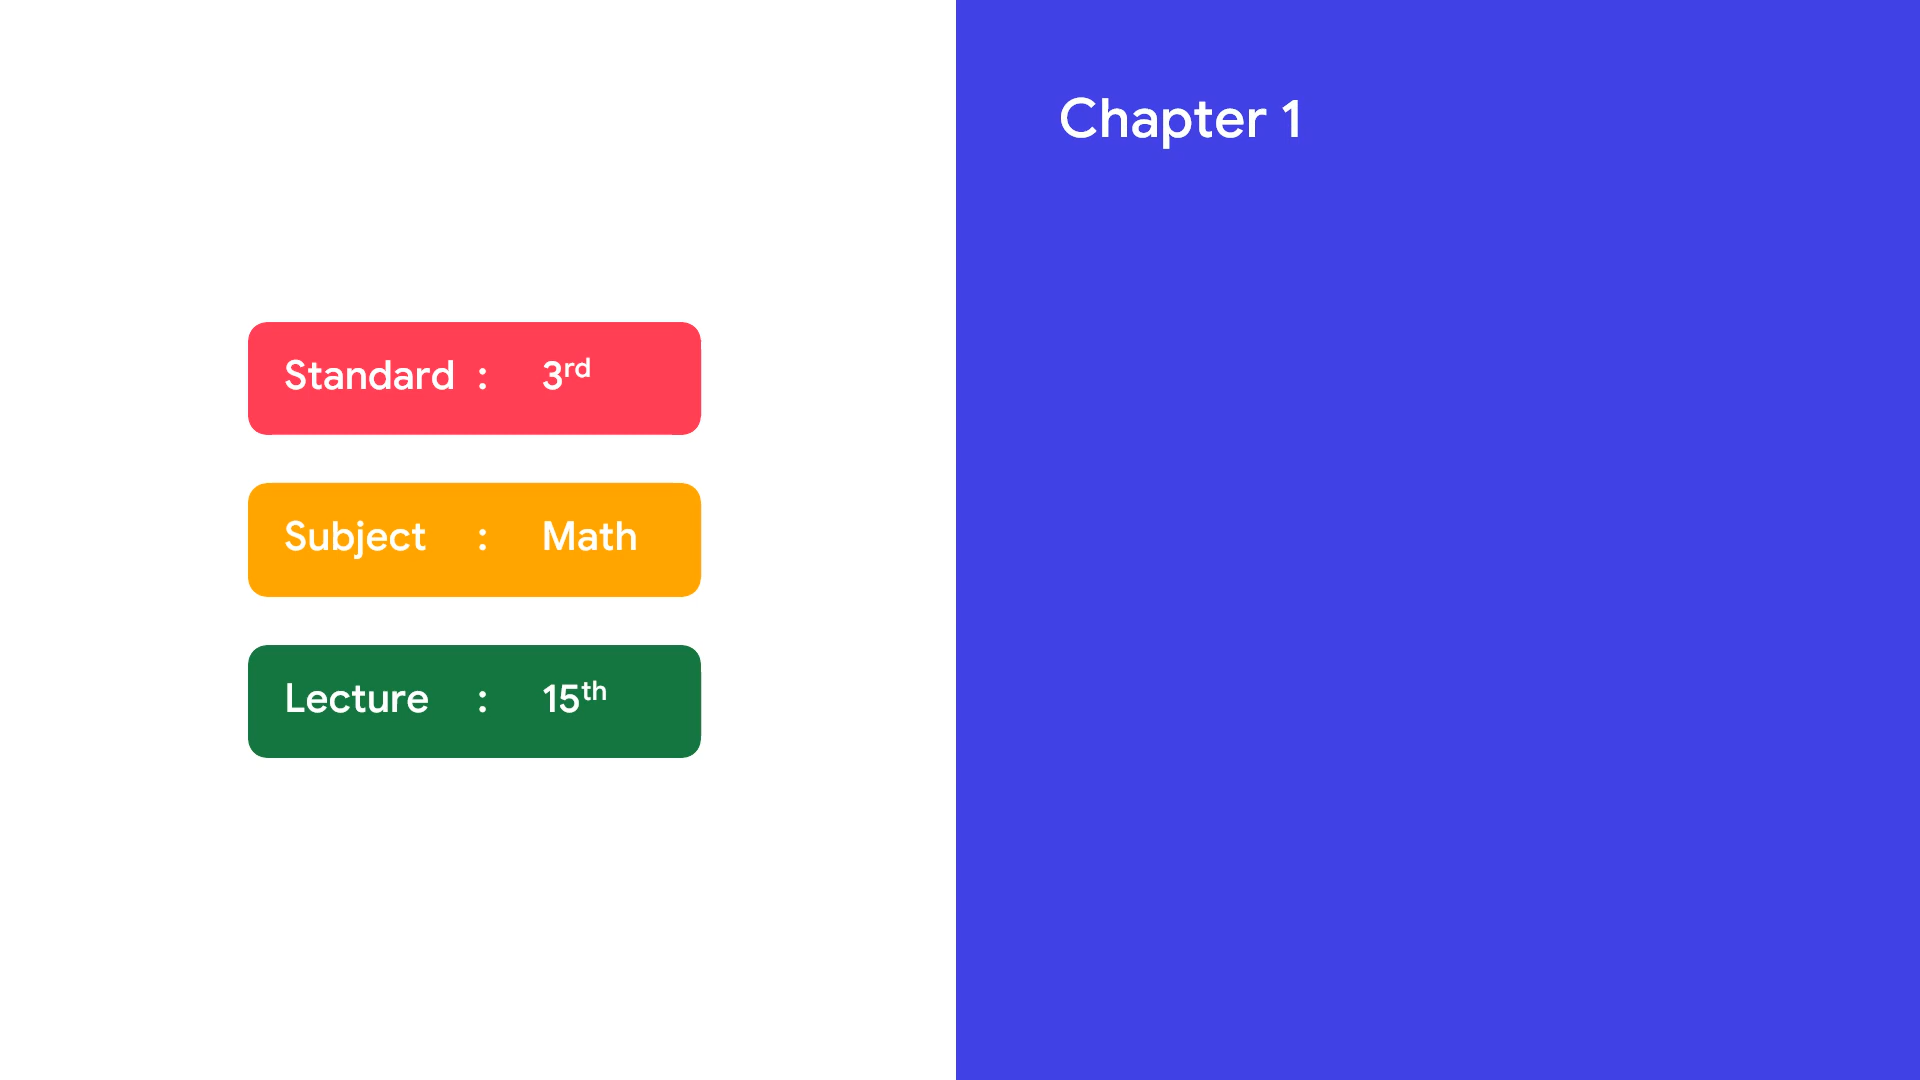 Standard : 3rd
Subject : Math
Lecture : 15th
Chapter 1